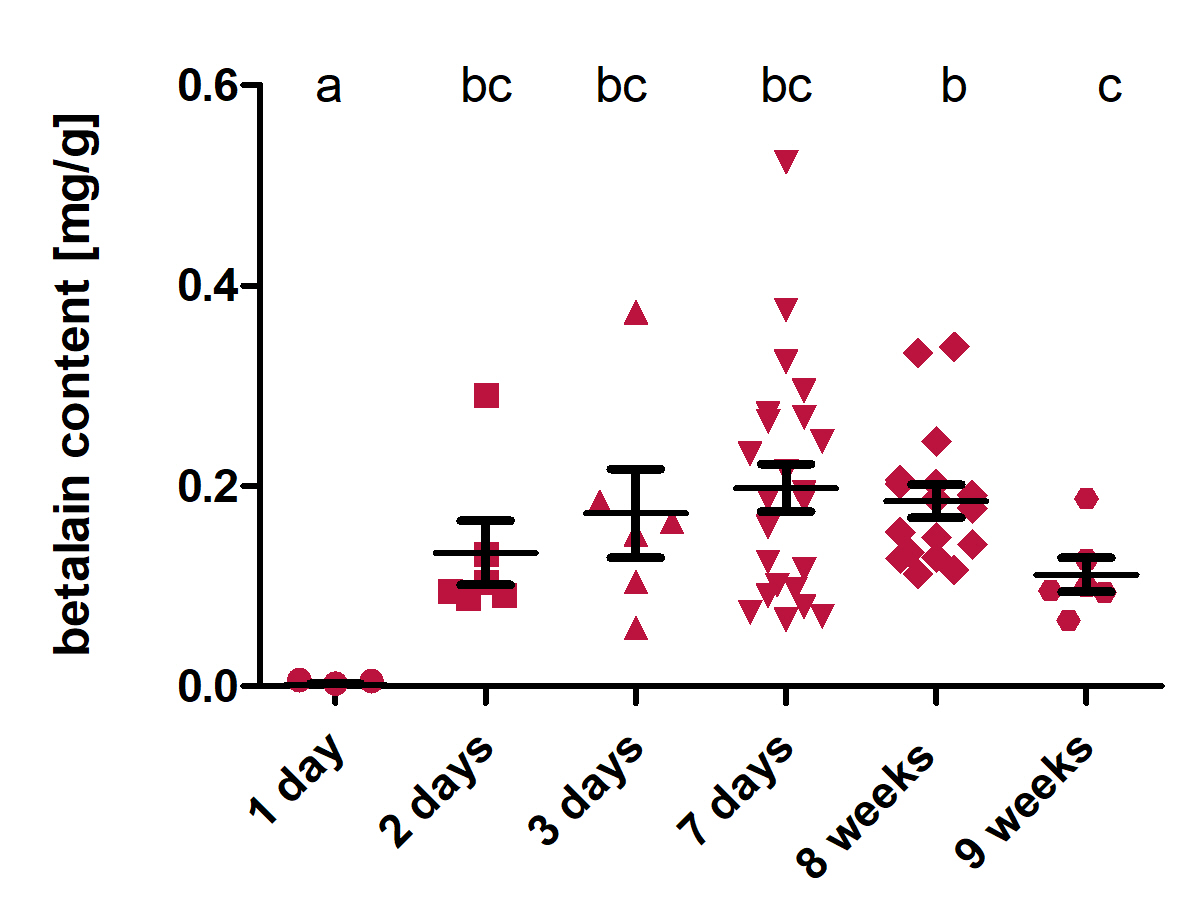 a bc bc bc b c
betalain content [mg/g]
0.6
0.4
0.2
0.0
1 day
2 days
3 days
7 days
8 weeks
9 weeks